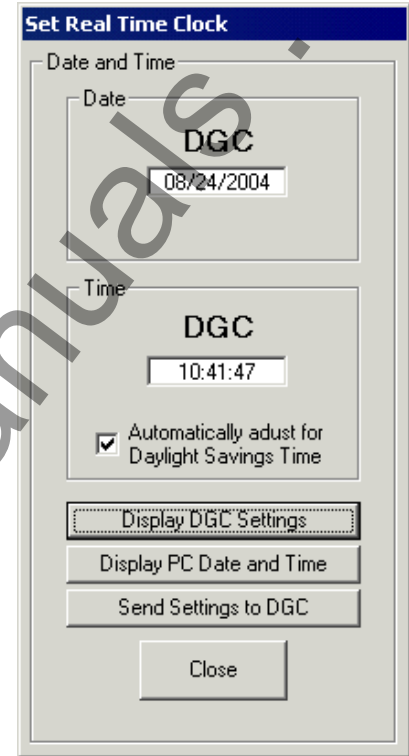 Set Real Time Clock
Date and Time
Date
DGC
08/24/2004
Time
DGC
10:41:47
Automatically adust for
Daylight Savings Time
Display DGC Settings
Display PC Date and Time
Send Settings to DGC
Close